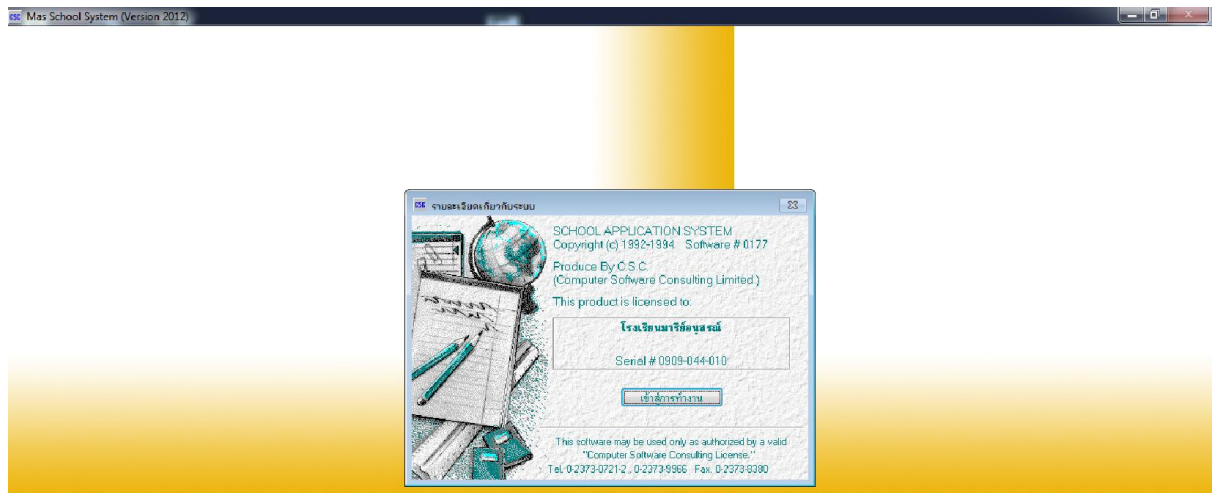 CSC Mas School System (Version 2012)
CSC รายละเอียดเกี่ยวกับระบบ
SCHOOL APPLICATION SYSTEM
Copyright (c) 1992-1994 Software # 0177
Produce By C.S.C.
(Computer Software Consulting Limited.)
This product is licensed to:
โรงเรียนมารีย์อนุสรณ์
Serial # 0909-044-010
เข้าสู่การทำงาน
This software may be used only as authorized by a valid
"Computer Software Consulting License."
Tel. 0-2373-0721-2 , 0-2373-9966 Fax. 0-2373-8380